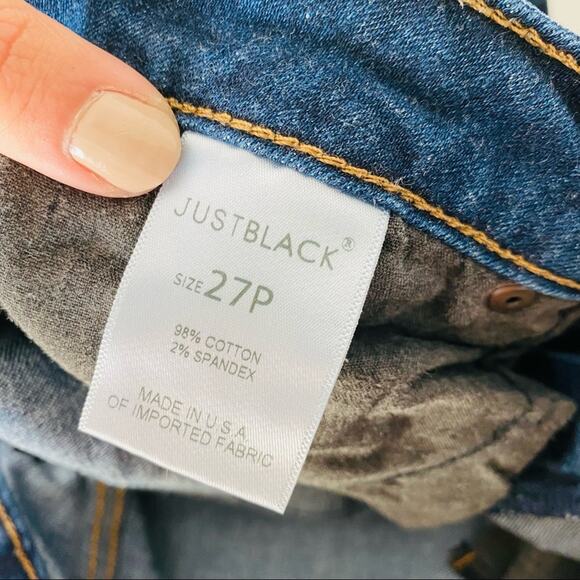 JUSTBLACK®
SIZE 27P
98% COTTON
2% SPANDEX
MADE IN U.S.A
OF IMPORTED FABRIC